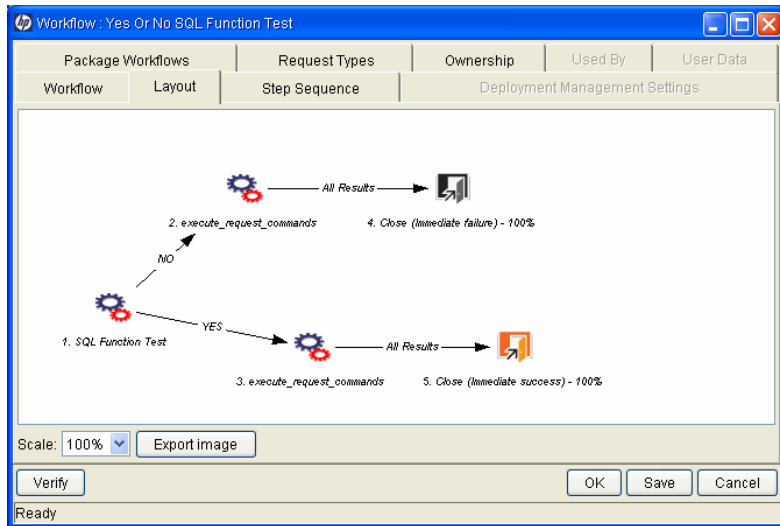 hp Workflow : Yes Or No SQL Function Test
Package Workflows Request Types Ownership Used By User Data
Workflow Layout Step Sequence Deployment Management Settings
All Results
2. execute_request_commands 4. Close (Immediate failure) - 100%
NO
YES
1. SQL Function Test
All Results
3. execute_request_commands 5. Close (Immediate success) - 100%
Scale: 100% Export image
Verify OK Save Cancel
Ready